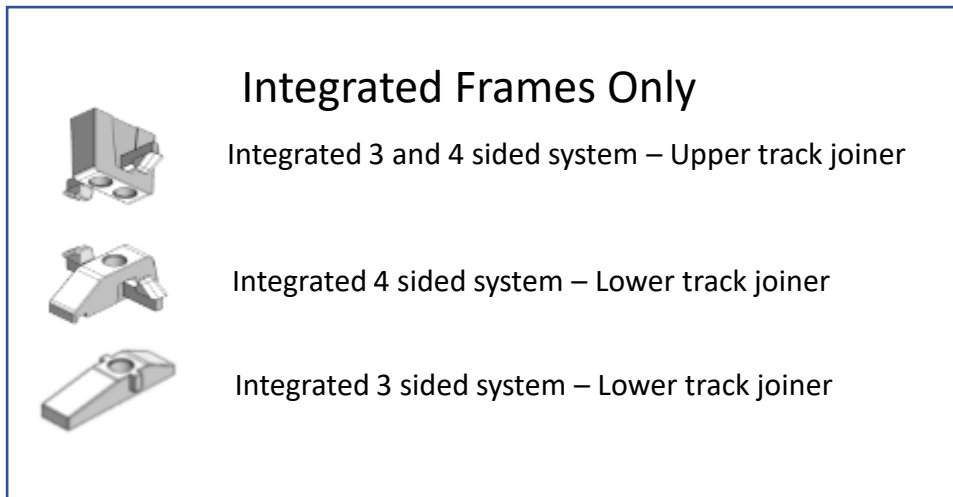 Integrated Frames Only
Integrated 3 and 4 sided system – Upper track joiner
Integrated 4 sided system – Lower track joiner
Integrated 3 sided system – Lower track joiner